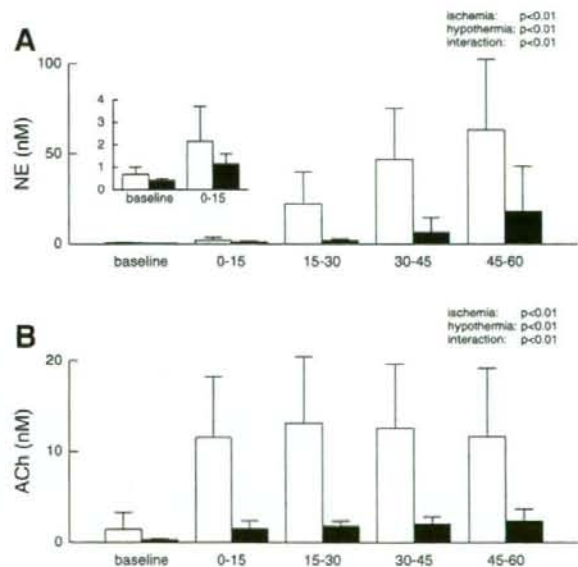 A
ischemia: p<0.01
hypothermia: p<0.01
interaction: p<0.01
NE (nM)
100
50
0
4
3
2
1
0
baseline 0-15
baseline 0-15 15-30 30-45 45-60
B
ischemia: p<0.01
hypothermia: p<0.01
interaction: p<0.01
ACh (nM)
20
10
0
baseline 0-15 15-30 30-45 45-60